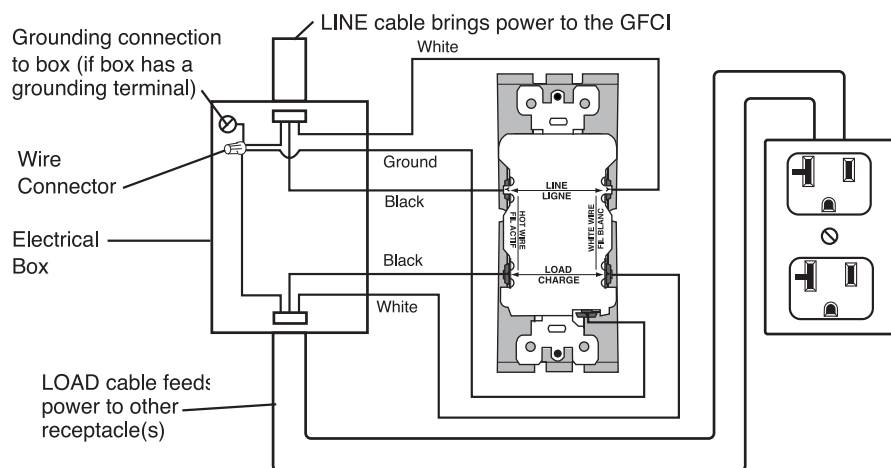 LINE cable brings power to the GFCI
Grounding connection
to box (if box has a
grounding terminal)
White
Wire
Connector
Ground
Black
LINE
LIGNE
HOT WIRE
FIL ACTIF
WHITE WIRE
FIL BLANC
Electrical
Box
Black
LOAD
CHARGE
White
LOAD cable feeds
power to other
receptacle(s)